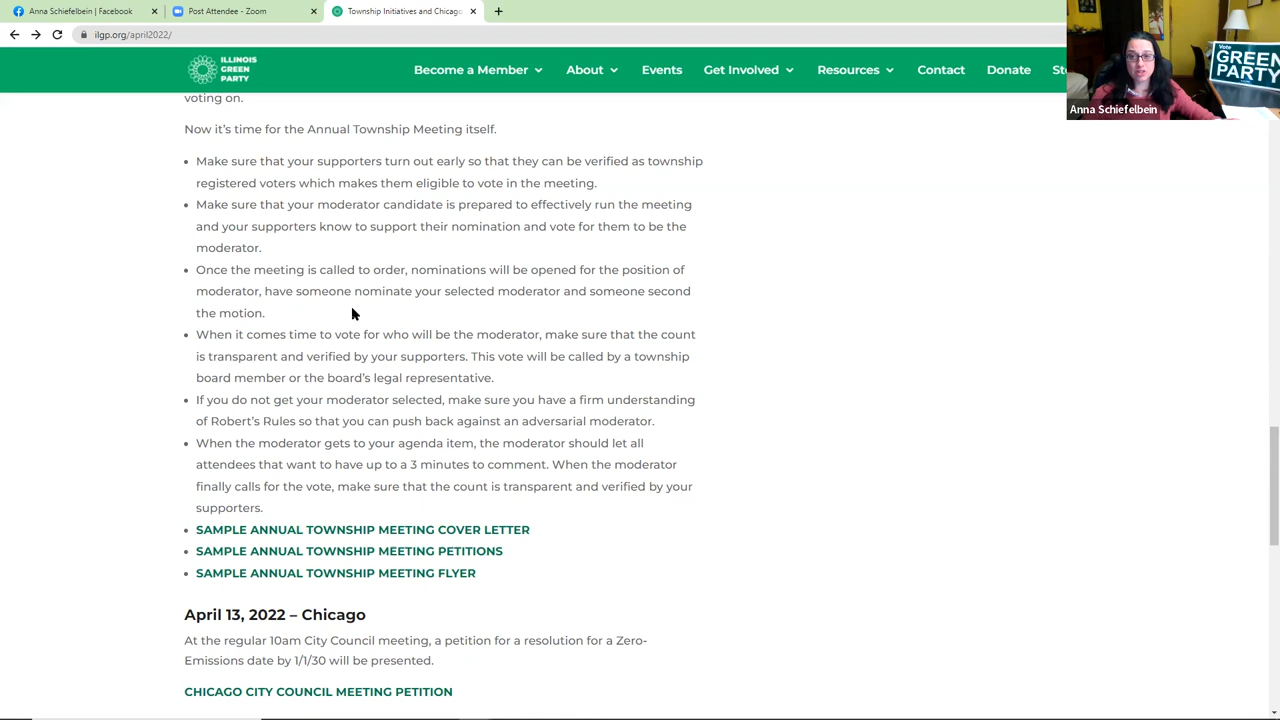 Anna Schiefelbein | Facebook
Post Attendee - Zoom
Township Initiatives and Chicago
ilgp.org/april2022/
ILLINOIS
GREEN
PARTY
Become a Member
About
Events
Get Involved
Resources
Contact
Donate
Vote
GREEN
PARTY
Anna Schiefelbein
voting on.
Now it’s time for the Annual Township Meeting itself.
Make sure that your supporters turn out early so that they can be verified as township
registered voters which makes them eligible to vote in the meeting.
Make sure that your moderator candidate is prepared to effectively run the meeting
and your supporters know to support their nomination and vote for them to be the
moderator.
Once the meeting is called to order, nominations will be opened for the position of
moderator, have someone nominate your selected moderator and someone second
the motion.
When it comes time to vote for who will be the moderator, make sure that the count
is transparent and verified by your supporters. This vote will be called by a township
board member or the board’s legal representative.
If you do not get your moderator selected, make sure you have a firm understanding
of Robert’s Rules so that you can push back against an adversarial moderator.
When the moderator gets to your agenda item, the moderator should let all
attendees that want to have up to a 3 minutes to comment. When the moderator
finally calls for the vote, make sure that the count is transparent and verified by your
supporters.
SAMPLE ANNUAL TOWNSHIP MEETING COVER LETTER
SAMPLE ANNUAL TOWNSHIP MEETING PETITIONS
SAMPLE ANNUAL TOWNSHIP MEETING FLYER
April 13, 2022 – Chicago
At the regular 10am City Council meeting, a petition for a resolution for a Zero-
Emissions date by 1/1/30 will be presented.
CHICAGO CITY COUNCIL MEETING PETITION